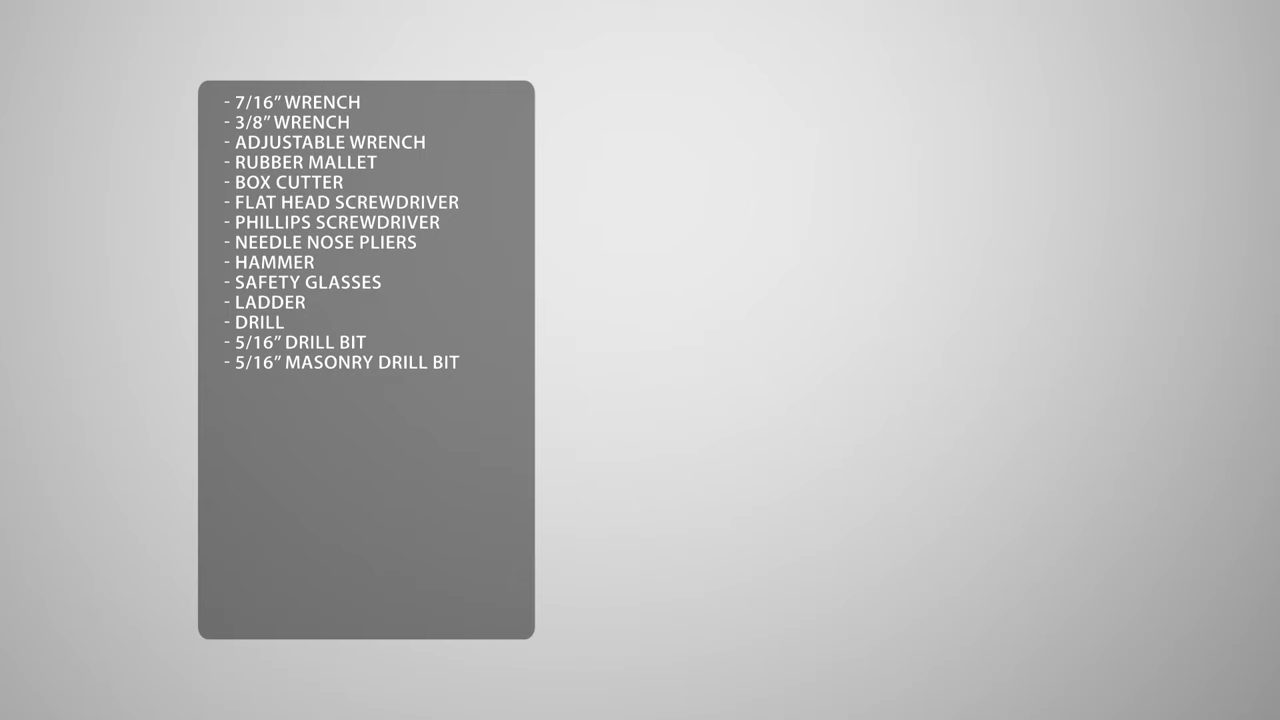 - 7/16” WRENCH
- 3/8” WRENCH
- ADJUSTABLE WRENCH
- RUBBER MALLET
- BOX CUTTER
- FLAT HEAD SCREWDRIVER
- PHILLIPS SCREWDRIVER
- NEEDLE NOSE PLIERS
- HAMMER
- SAFETY GLASSES
- LADDER
- DRILL
- 5/16” DRILL BIT
- 5/16” MASONRY DRILL BIT